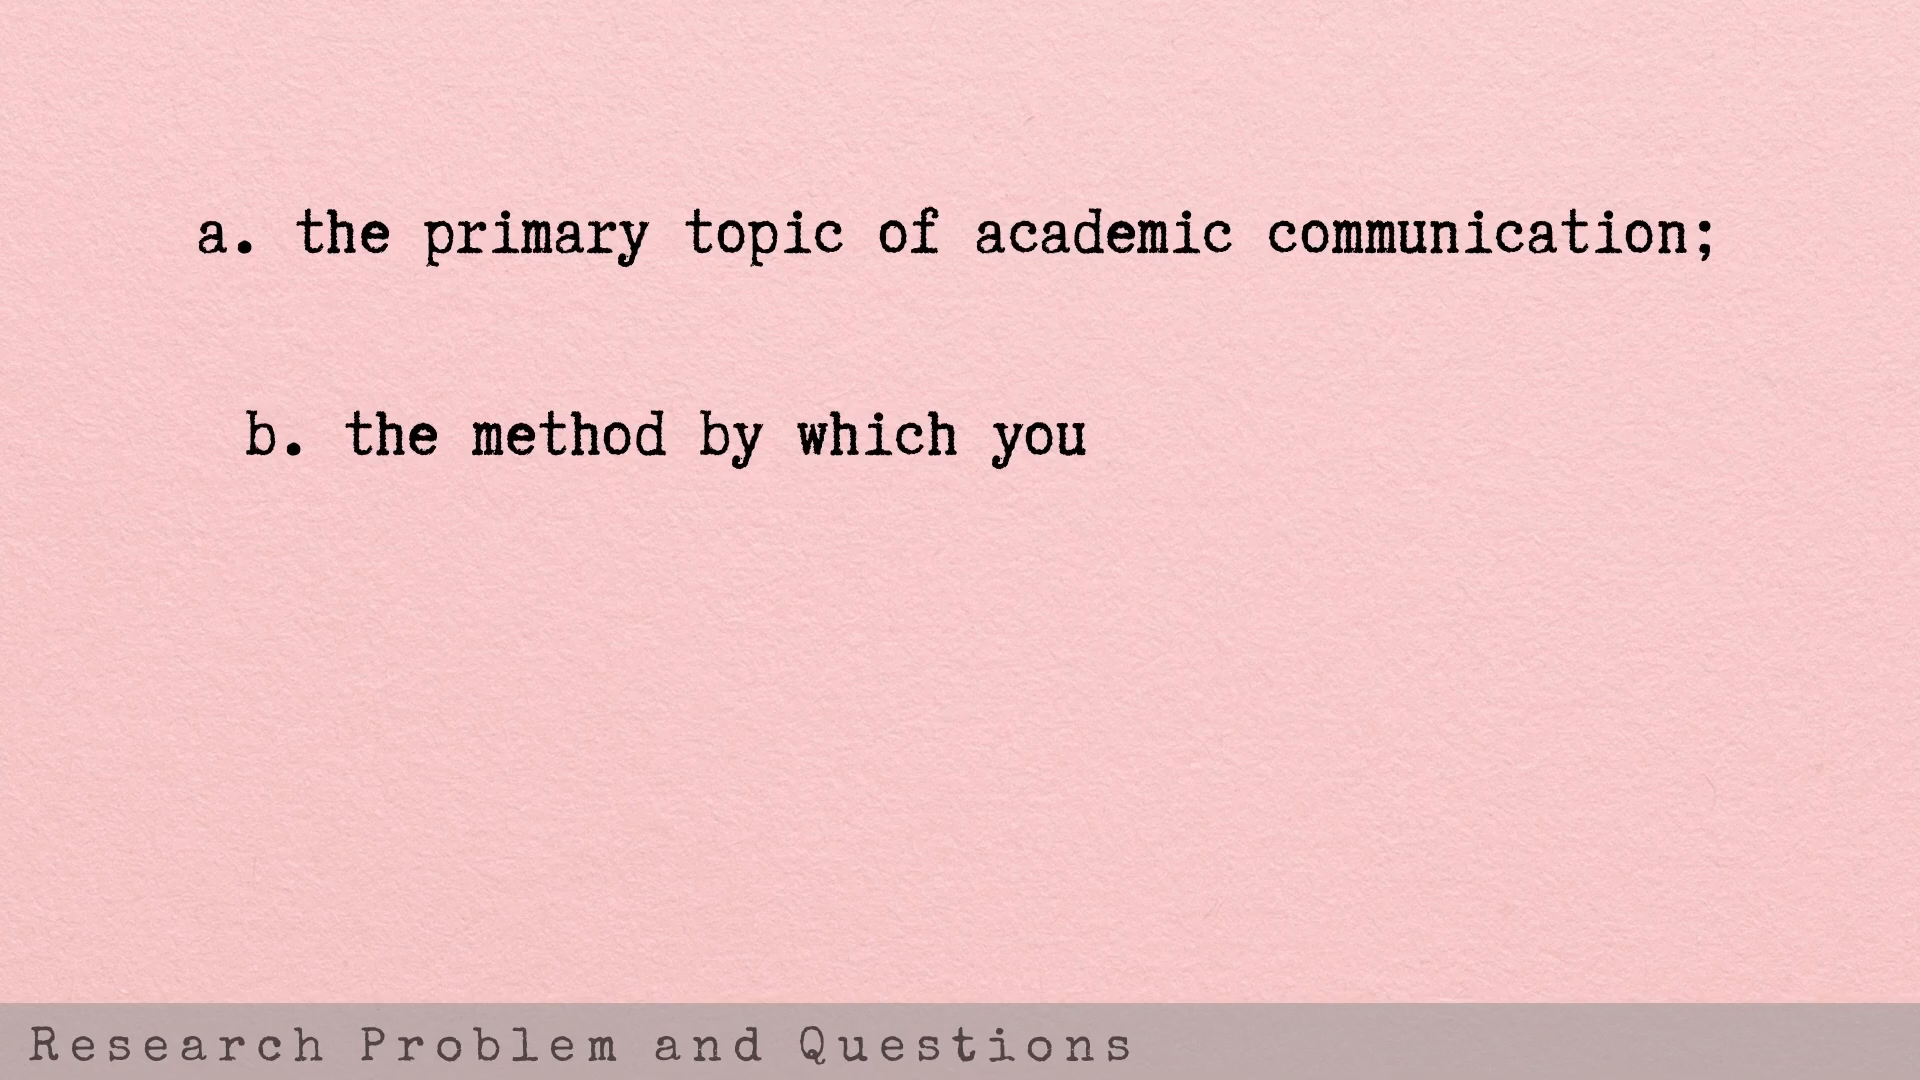 a. the primary topic of academic communication;
b. the method by which you
Research Problem and Questions